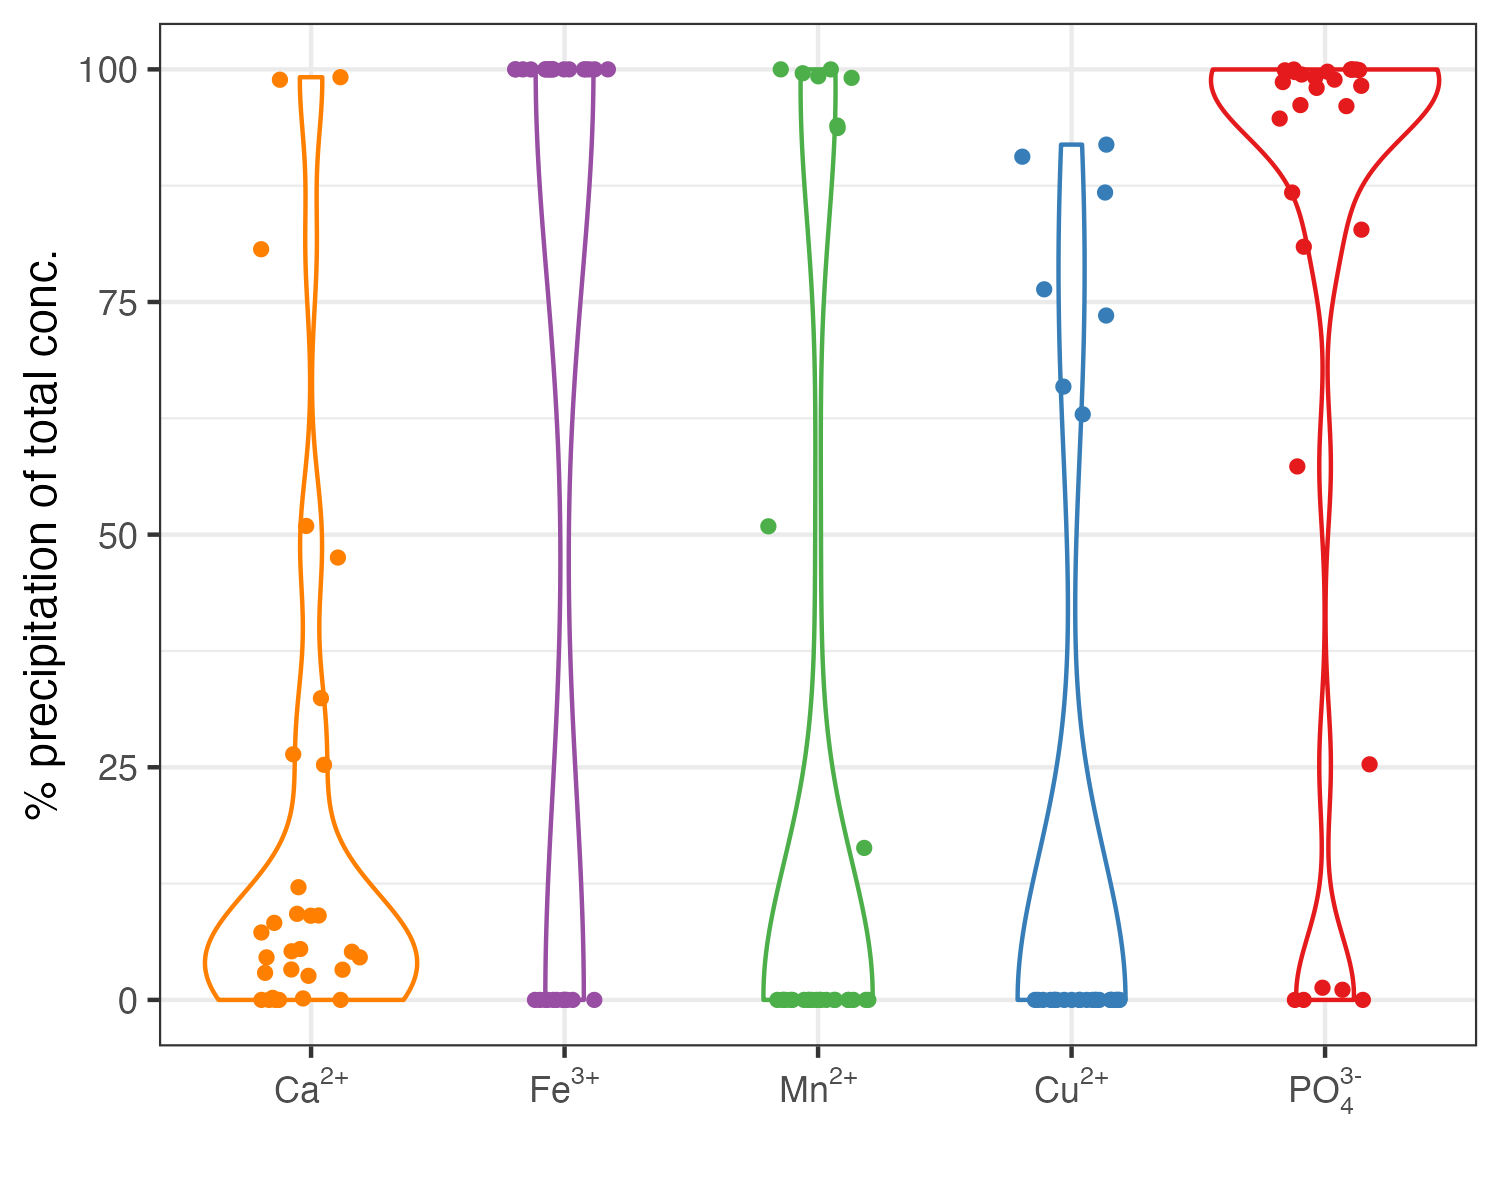 % precipitation of total conc.
100
75
50
25
0
Ca²⁺ Fe³⁺ Mn²⁺ Cu²⁺ PO₄³⁻